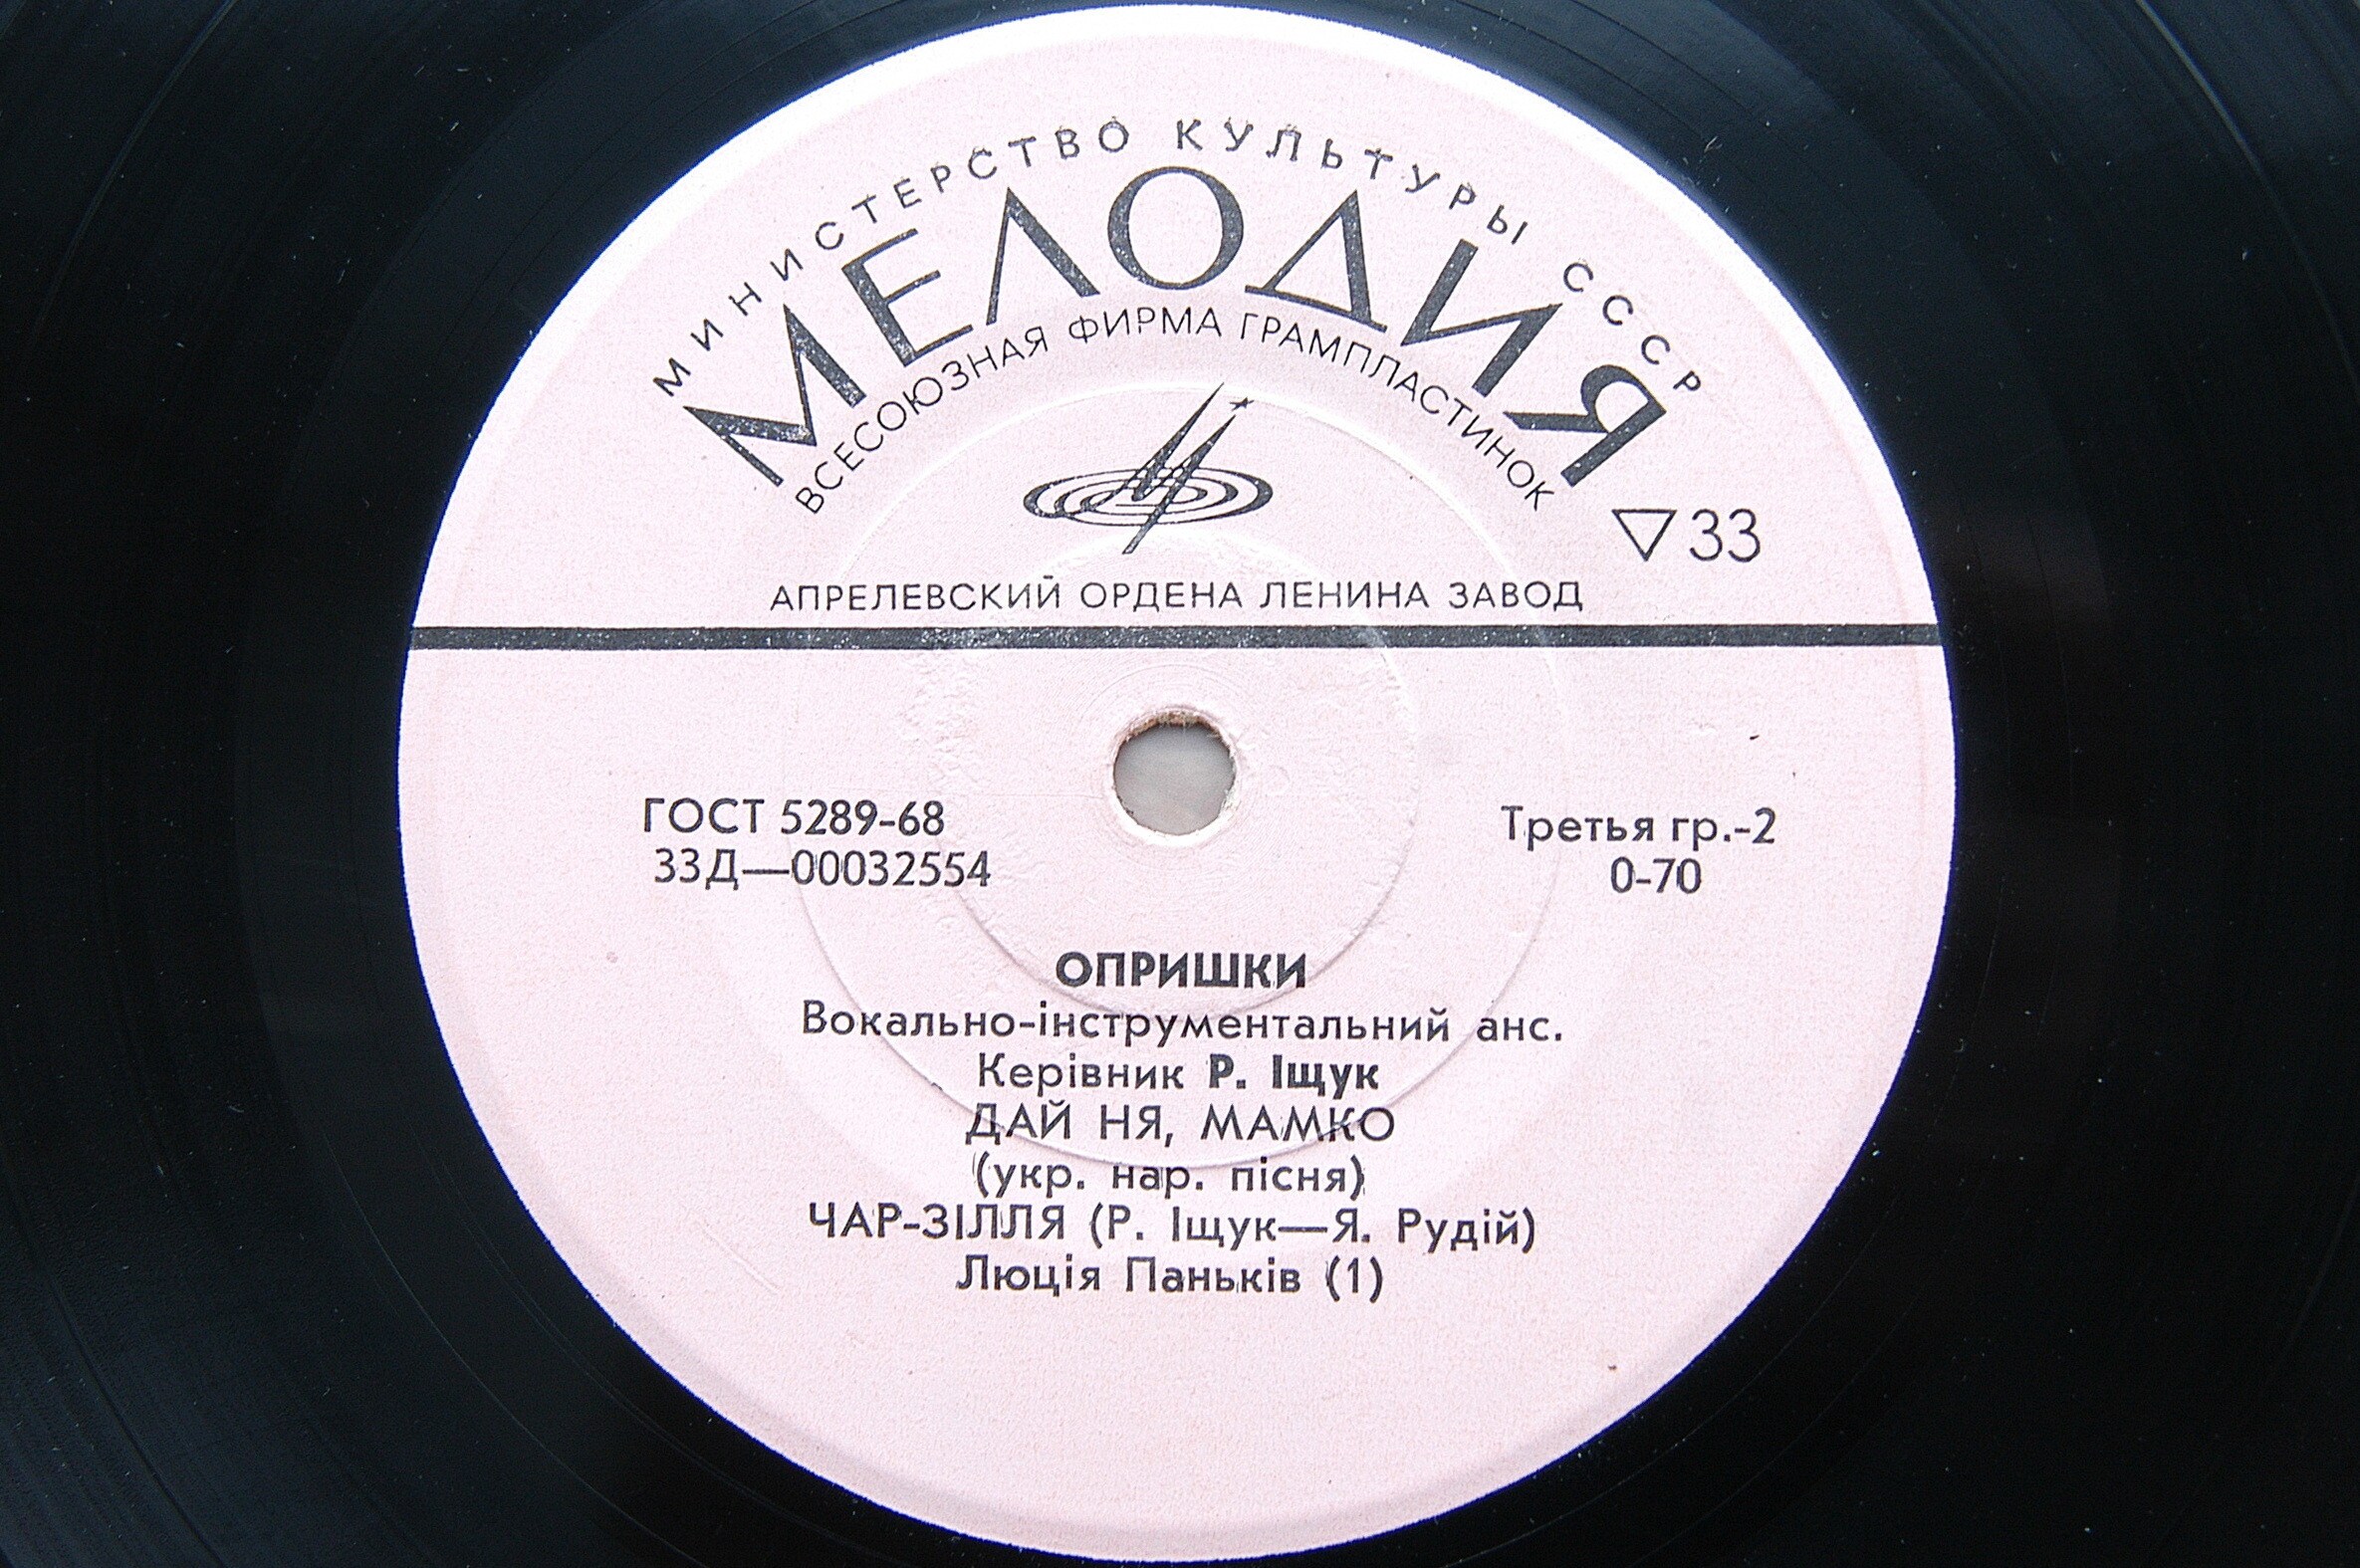 МИНИСТЕРСТВО КУЛЬТУРЫ СССР
МЕЛОДИЯ
ВСЕСОЮЗНАЯ ФИРМА ГРАМПЛАСТИНОК
▽33
АПРЕЛЕВСКИЙ ОРДЕНА ЛЕНИНА ЗАВОД
ГОСТ 5289-68
33Д—00032554
Третья гр.-2
0-70
ОПРИШКИ
Вокально-інструментальний анс.
Керівник Р. Іщук
ДАЙ НЯ, МАМКО
(укр. нар. пісня)
ЧАР-ЗІЛЛЯ (Р. Іщук—Я. Рудій)
Люція Паньків (1)